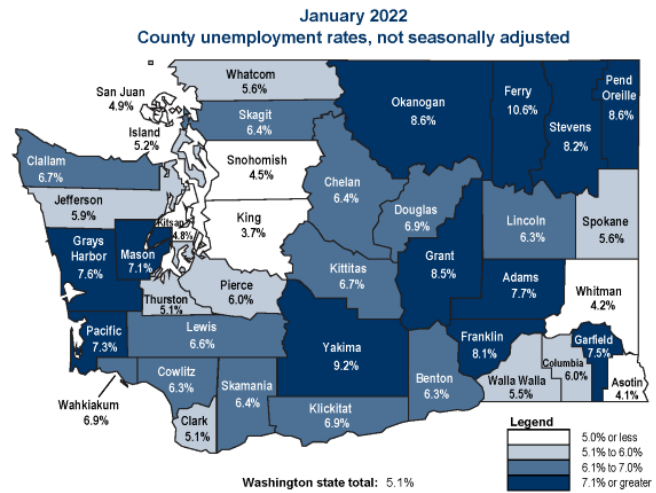 January 2022
County unemployment rates, not seasonally adjusted
Whatcom
5.6%
San Juan
4.9%
Skagit
6.4%
Island
5.2%
Okanogan
8.6%
Ferry
10.6%
Stevens
8.2%
Pend
Oreille
8.6%
Clallam
6.7%
Snohomish
4.5%
Chelan
6.4%
Jefferson
5.9%
Kitsap
4.8%
King
3.7%
Douglas
6.9%
Lincoln
6.3%
Spokane
5.6%
Grays
Harbor
7.6%
Mason
7.1%
Grant
8.5%
Kittitas
6.7%
Adams
7.7%
Pierce
6.0%
Whitman
4.2%
Thurston
5.1%
Pacific
7.3%
Lewis
6.6%
Yakima
9.2%
Franklin
8.1%
Garfield
7.5%
Columbia
6.0%
Cowlitz
6.3%
Skamania
6.4%
Benton
6.3%
Walla Walla
5.5%
Asotin
4.1%
Wahkiakum
6.9%
Klickitat
6.9%
Clark
5.1%
Legend
5.0% or less
5.1% to 6.0%
6.1% to 7.0%
7.1% or greater
Washington state total: 5.1%